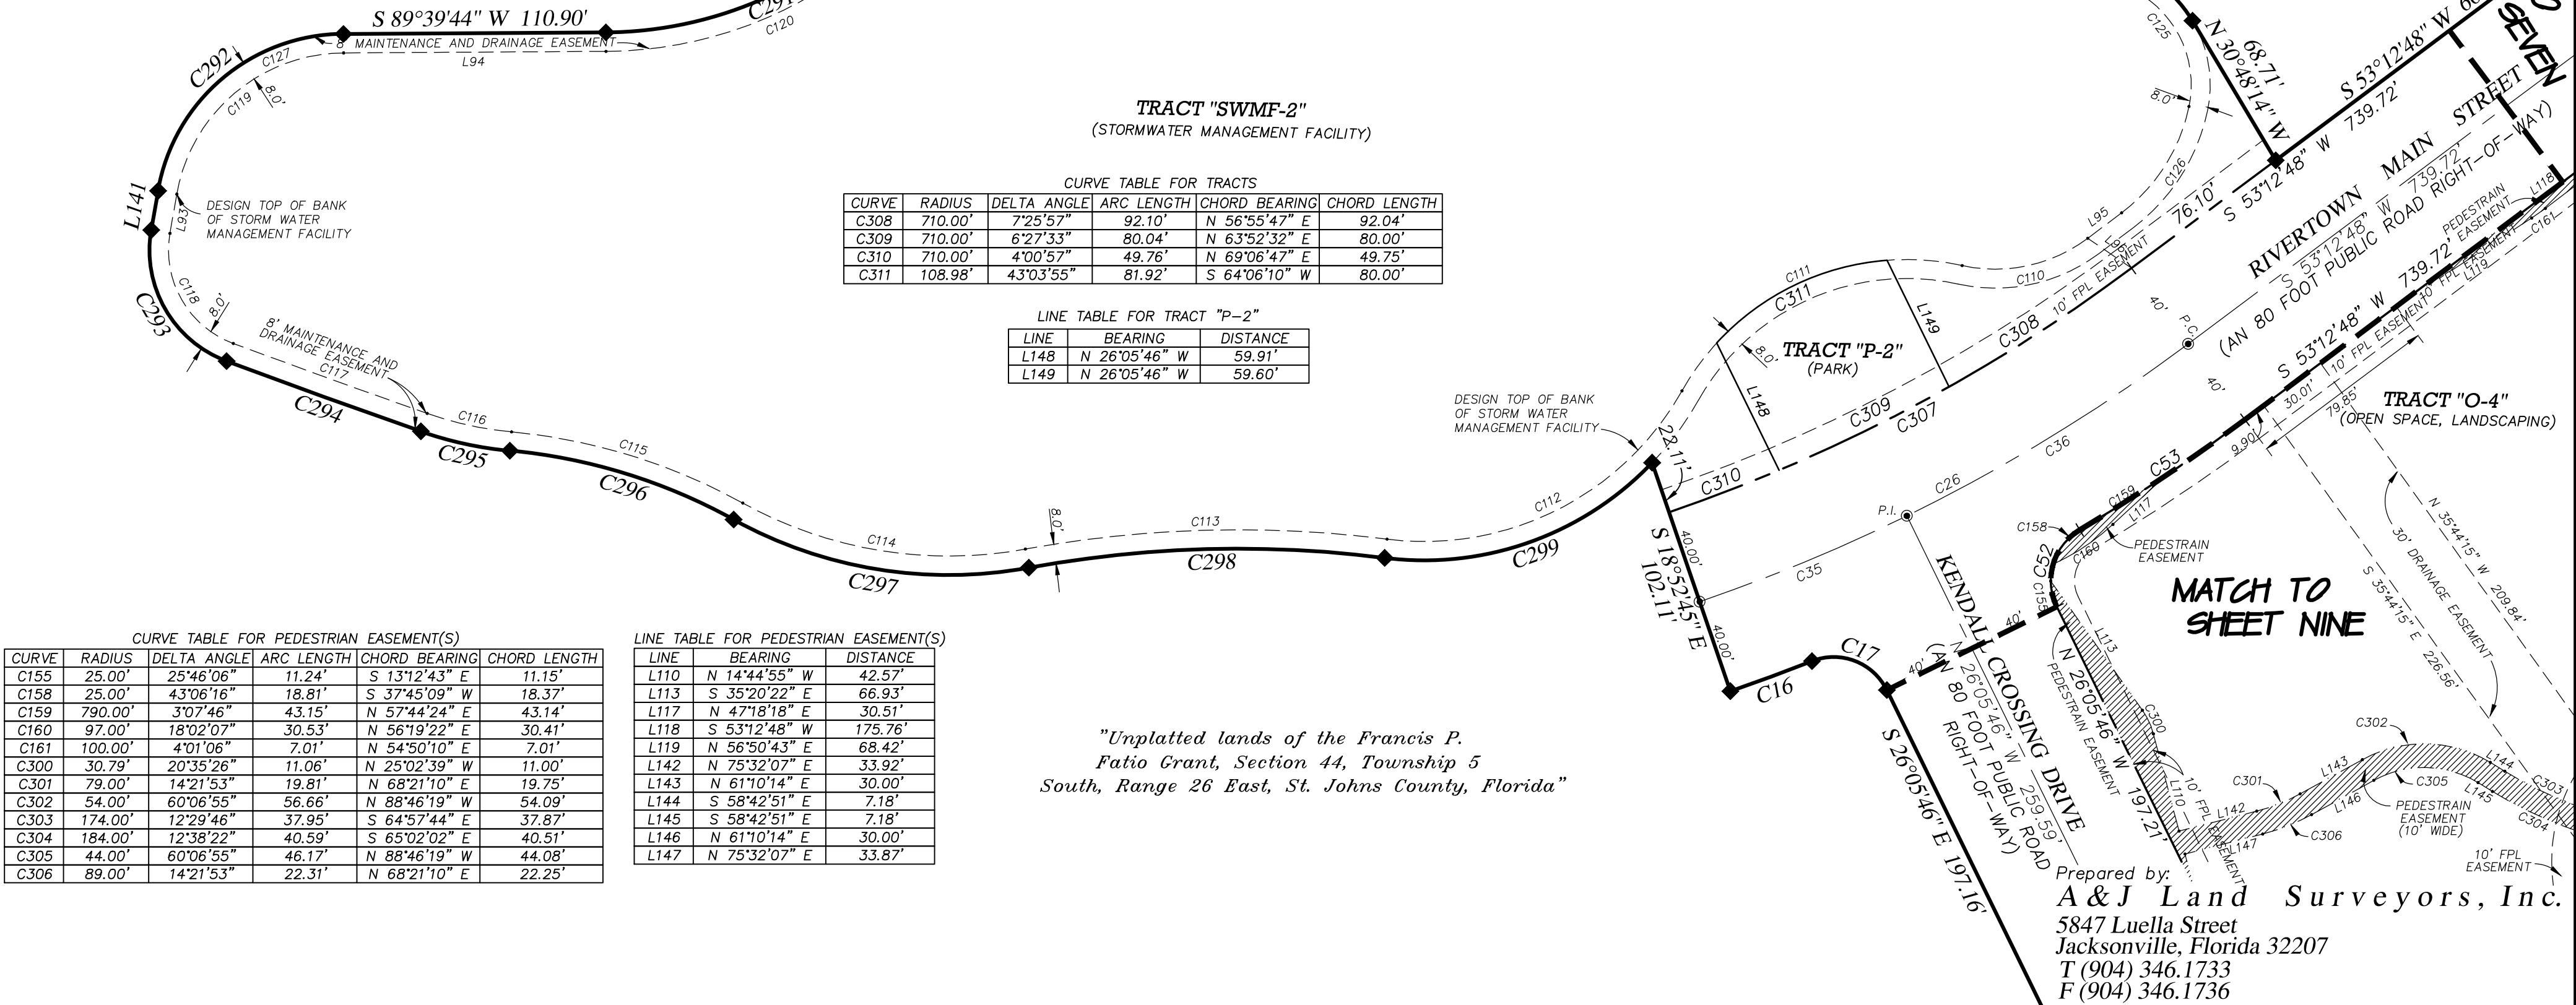 S 89°39'44" W 110.90'
8' MAINTENANCE AND DRAINAGE EASEMENT
L94
C291
C120
C292
C127
C119
8.0'
L141
L93
DESIGN TOP OF BANK
OF STORM WATER
MANAGEMENT FACILITY
C118
8.0'
C293
8' MAINTENANCE AND
DRAINAGE EASEMENT
C117
C294
C116
C295
C115
C296
C114
C297
8.0'
C113
C298
C112
C299
TRACT "SWMF-2"
(STORMWATER MANAGEMENT FACILITY)
CURVE TABLE FOR TRACTS
CURVE RADIUS DELTA ANGLE ARC LENGTH CHORD BEARING CHORD LENGTH
C308 710.00' 7°25'57" 92.10' N 56°55'47" E 92.04'
C309 710.00' 6°27'33" 80.04' N 63°52'32" E 80.00'
C310 710.00' 4°00'57" 49.76' N 69°06'47" E 49.75'
C311 108.98' 43°03'55" 81.92' S 64°06'10" W 80.00'
LINE TABLE FOR TRACT "P-2"
LINE BEARING DISTANCE
L148 N 26°05'46" W 59.91'
L149 N 26°05'46" W 59.60'
DESIGN TOP OF BANK
OF STORM WATER
MANAGEMENT FACILITY
C125
8.0'
C126
N 30°48'14" W
68.71'
S 53°12'48" W
739.72'
SEVEN
S 53°12'48" W
76.10'
L95
C110
C111
C311
L149
L148
8.0'
TRACT "P-2"
(PARK)
C308
10' FPL EASEMENT
C309
C307
C310
22.11'
RIVERTOWN MAIN STREET
S 53°12'48" W 739.72'
(AN 80 FOOT PUBLIC ROAD RIGHT-OF-WAY)
40'
P.C.
40'
S 53°12'48" W 739.72'
10' FPL EASEMENT
10' FPL EASEMENT
PEDESTRIAN
EASEMENT
L118
C161
L119
30.01'
79.85'
9.90'
TRACT "O-4"
(OPEN SPACE, LANDSCAPING)
C36
C26
P.I.
C35
C53
C159
L117
C158
C160
PEDESTRIAN
EASEMENT
C52
C155
S 18°52'45" E
102.11'
40.00'
40.00'
C16
C17
40'
40'
KENDALL CROSSING DRIVE
N 26°05'46" W 259.59'
(AN 80 FOOT PUBLIC ROAD
RIGHT-OF-WAY)
S 26°05'46" E 197.16'
L113
N 26°05'46" W 197.21'
PEDESTRIAN EASEMENT
C300
L110
10' FPL EASEMENT
MATCH TO
SHEET NINE
N 35°44'15" W 209.84'
30' DRAINAGE EASEMENT
S 35°44'15" E 226.56'
C302
C301
L143
L142
L146
L147
C306
C305
L144
L145
C303
C304
PEDESTRIAN
EASEMENT
(10' WIDE)
10' FPL
EASEMENT
CURVE TABLE FOR PEDESTRIAN EASEMENT(S)
CURVE RADIUS DELTA ANGLE ARC LENGTH CHORD BEARING CHORD LENGTH
C155 25.00' 25°46'06" 11.24' S 13°12'43" E 11.15'
C158 25.00' 43°06'16" 18.81' S 37°45'09" W 18.37'
C159 790.00' 3°07'46" 43.15' N 57°44'24" E 43.14'
C160 97.00' 18°02'07" 30.53' N 56°19'22" E 30.41'
C161 100.00' 4°01'06" 7.01' N 54°50'10" E 7.01'
C300 30.79' 20°35'26" 11.06' N 25°02'39" W 11.00'
C301 79.00' 14°21'53" 19.81' N 68°21'10" E 19.75'
C302 54.00' 60°06'55" 56.66' N 88°46'19" W 54.09'
C303 174.00' 12°29'46" 37.95' S 64°57'44" E 37.87'
C304 184.00' 12°38'22" 40.59' S 65°02'02" E 40.51'
C305 44.00' 60°06'55" 46.17' N 88°46'19" W 44.08'
C306 89.00' 14°21'53" 22.31' N 68°21'10" E 22.25'
LINE TABLE FOR PEDESTRIAN EASEMENT(S)
LINE BEARING DISTANCE
L110 N 14°44'55" W 42.57'
L113 S 35°20'22" E 66.93'
L117 N 47°18'18" E 30.51'
L118 S 53°12'48" W 175.76'
L119 N 56°50'43" E 68.42'
L142 N 75°32'07" E 33.92'
L143 N 61°10'14" E 30.00'
L144 S 58°42'51" E 7.18'
L145 S 58°42'51" E 7.18'
L146 N 61°10'14" E 30.00'
L147 N 75°32'07" E 33.87'
"Unplatted lands of the Francis P.
Fatio Grant, Section 44, Township 5
South, Range 26 East, St. Johns County, Florida"
Prepared by:
A & J Land Surveyors, Inc.
5847 Luella Street
Jacksonville, Florida 32207
T (904) 346.1733
F (904) 346.1736